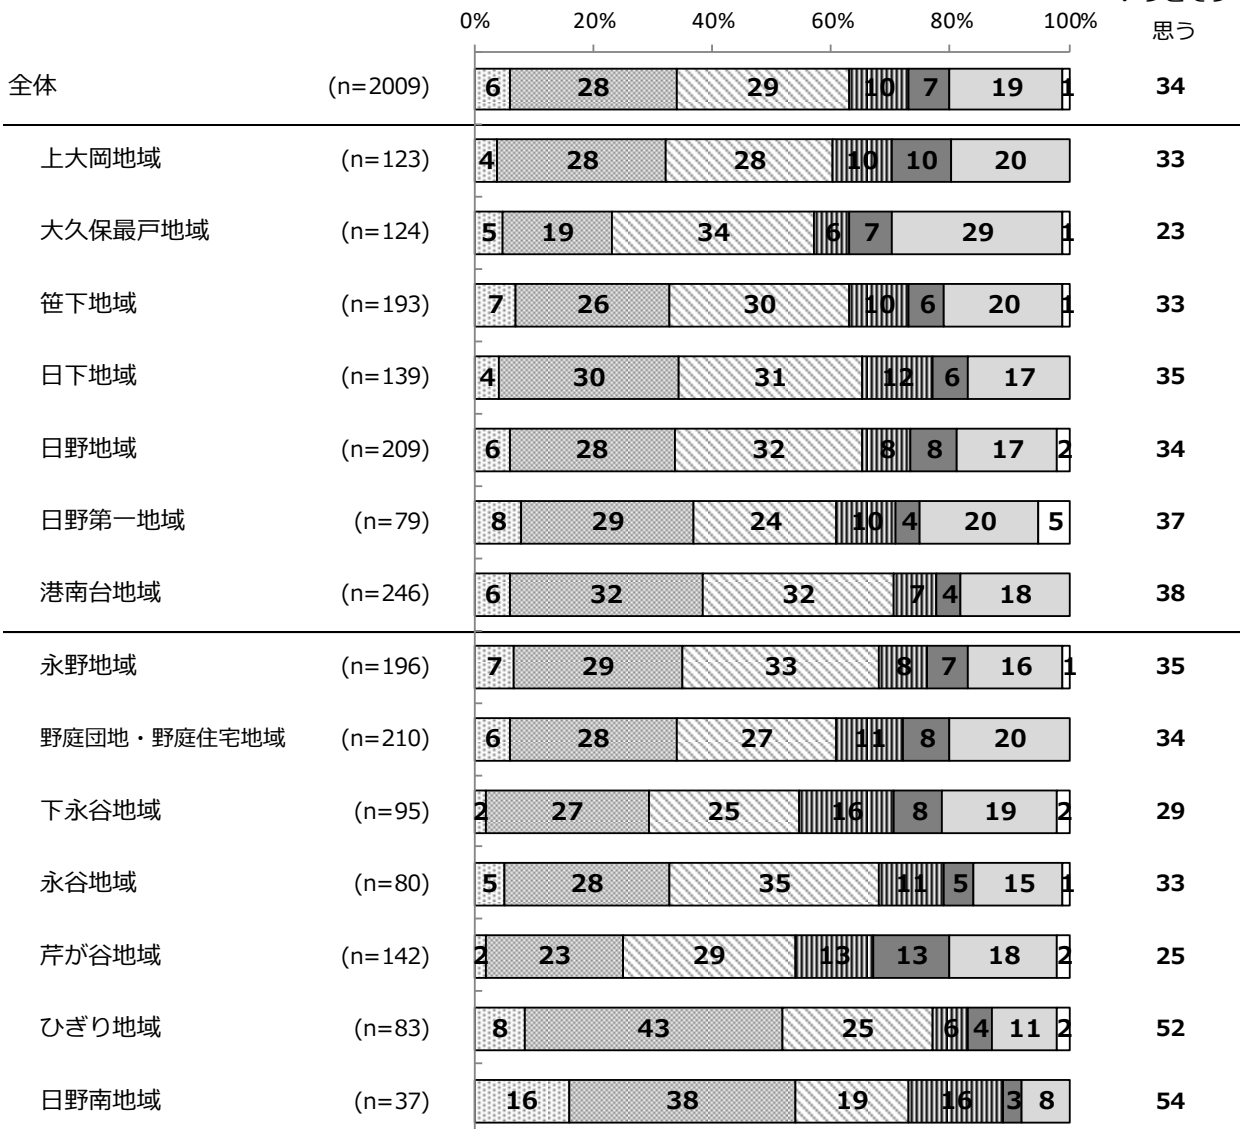 0% 20% 40% 60% 80% 100%
思う
全体 (n=2009) 6 28 29 10 7 19 1 34
上大岡地域 (n=123) 4 28 28 10 10 20 33
大久保最戸地域 (n=124) 5 19 34 6 7 29 1 23
笹下地域 (n=193) 7 26 30 10 6 20 1 33
日下地域 (n=139) 4 30 31 12 6 17 35
日野地域 (n=209) 6 28 32 8 8 17 2 34
日野第一地域 (n=79) 8 29 24 10 4 20 5 37
港南台地域 (n=246) 6 32 32 7 4 18 38
永野地域 (n=196) 7 29 33 8 7 16 1 35
野庭団地・野庭住宅地域 (n=210) 6 28 27 11 8 20 34
下永谷地域 (n=95) 2 27 25 16 8 19 2 29
永谷地域 (n=80) 5 28 35 11 5 15 1 33
芹が谷地域 (n=142) 2 23 29 13 13 18 2 25
ひぎり地域 (n=83) 8 43 25 6 4 11 2 52
日野南地域 (n=37) 16 38 19 16 3 8 54